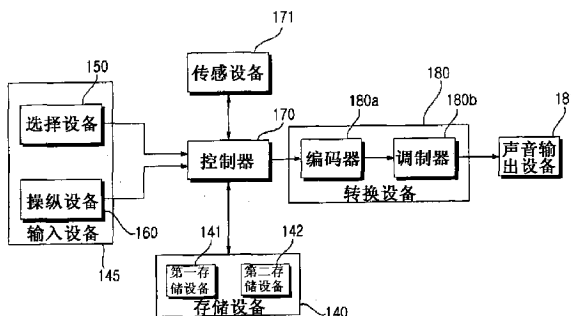 171
传感设备
150
选择设备
操纵设备
160
输入设备
145
170
控制器
180
180a
编码器
180b
调制器
转换设备
18
声音输
出设备
141
第一存
储设备
142
第二存
储设备
存储设备
140